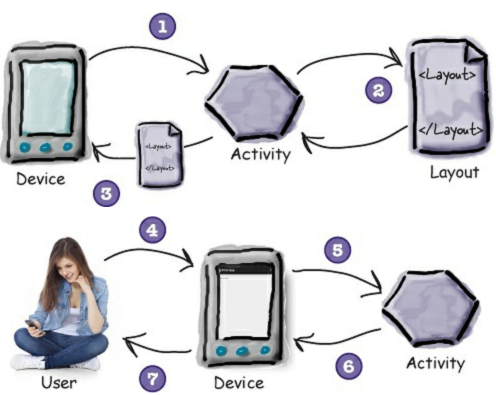 1
<Layout>
2
</Layout>
<Layout>
</Layout>
Activity
Device
3
Layout
4
5
7
6
User
Device
Activity